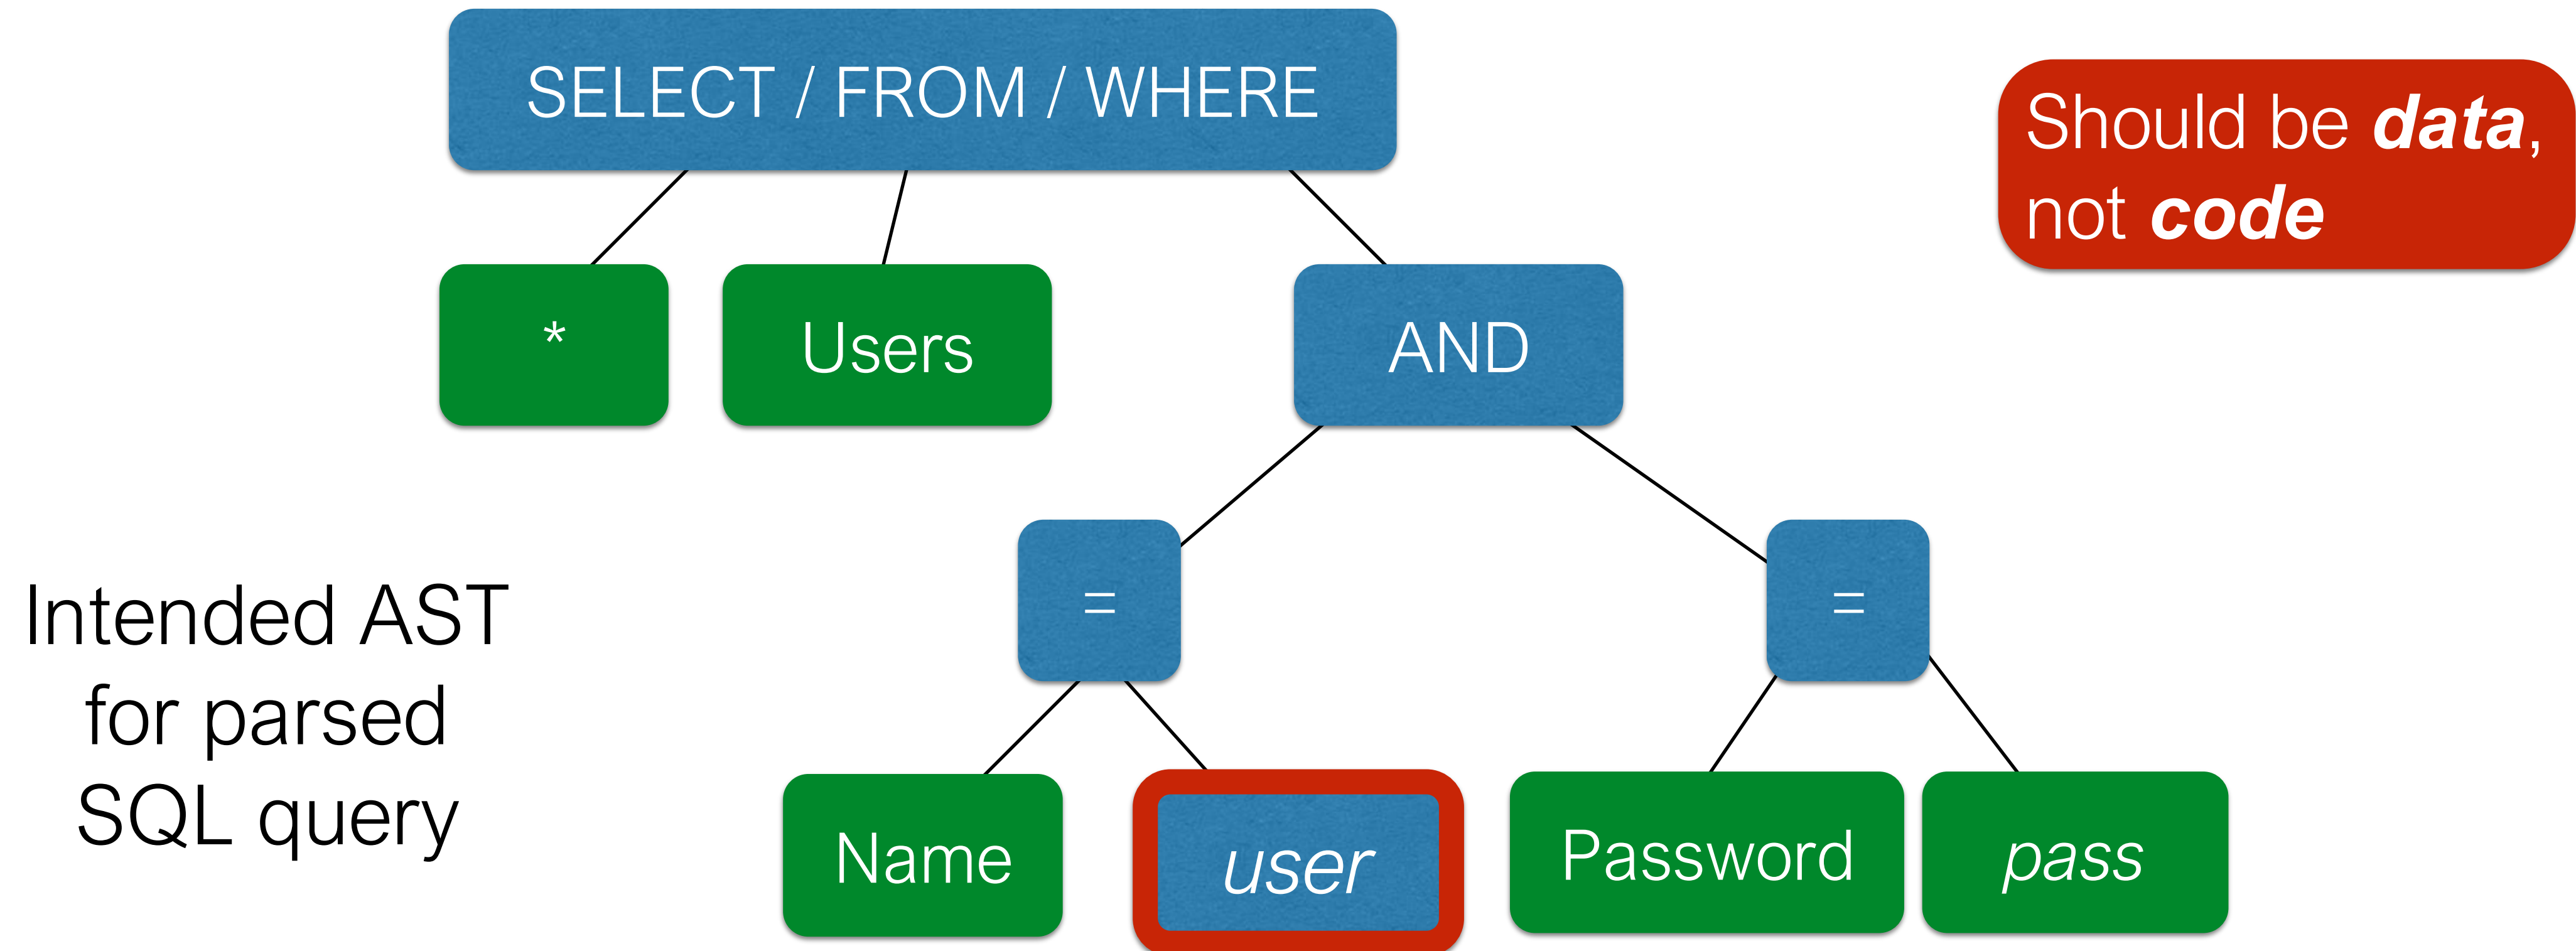 SELECT / FROM / WHERE
Should be data,
not code
*
Users
AND
Intended AST
for parsed
SQL query
=
=
Name
user
Password
pass